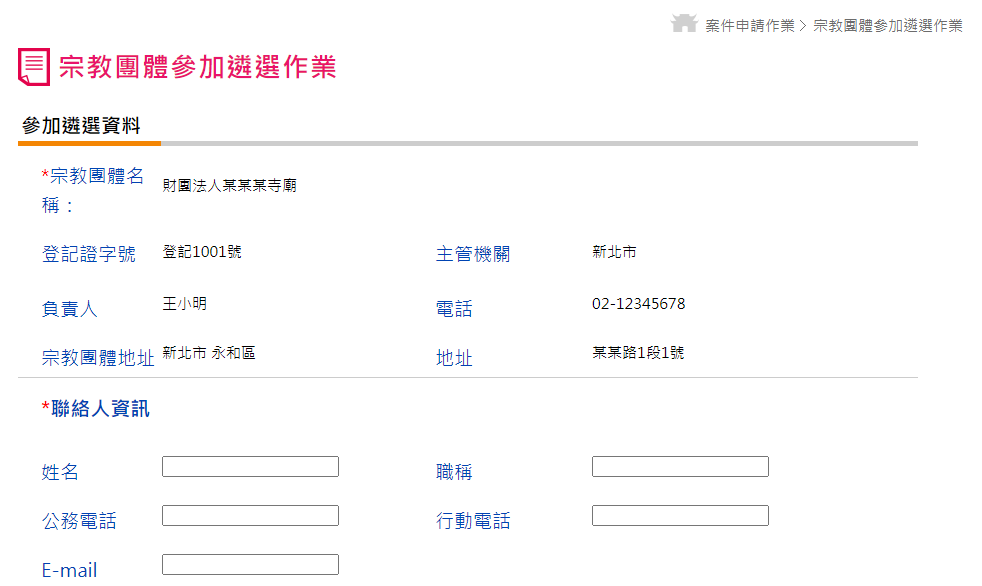 案件申請作業 > 宗教團體參加遴選作業
宗教團體參加遴選作業
參加遴選資料
*宗教團體名稱：
財團法人某某某寺廟
登記證字號 登記1001號 主管機關 新北市
負責人 王小明 電話 02-12345678
宗教團體地址 新北市 永和區 地址 某某路1段1號
*聯絡人資訊
姓名 職稱
公務電話 行動電話
E-mail